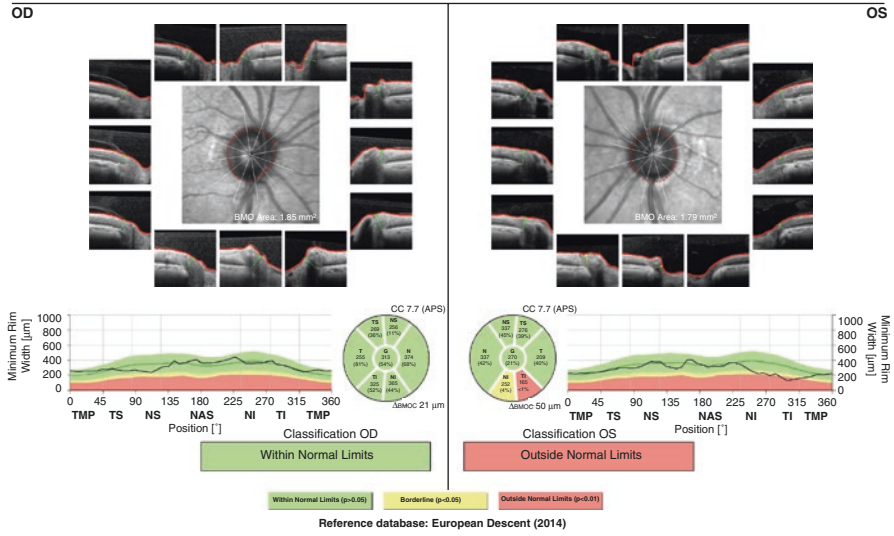 OD
OS
BMO Area: 1.85 mm²
BMO Area: 1.79 mm²
CC 7.7 (APS)
TS
269
(36%)
NS
256
(11%)
T
255
(81%)
G
313
(54%)
N
374
(68%)
TI
325
(52%)
NI
365
(44%)
ΔBMOC 21 µm
CC 7.7 (APS)
NS
337
(45%)
TS
276
(39%)
N
337
(42%)
G
270
(21%)
T
209
(40%)
NI
252
(4%)
TI
165
<1%
ΔBMOC 50 µm
Minimum Rim
Width [µm]
1000
800
600
400
200
0
0 45 90 135 180 225 270 315 360
TMP TS NS NAS NI TI TMP
Position [°]
1000
800
600
400
200
0
Minimum Rim
Width [µm]
0 45 90 135 180 225 270 315 360
TMP TS NS NAS NI TI TMP
Position [°]
Classification OD
Within Normal Limits
Classification OS
Outside Normal Limits
Within Normal Limits (p>0.05)
Borderline (p<0.05)
Outside Normal Limits (p<0.01)
Reference database: European Descent (2014)